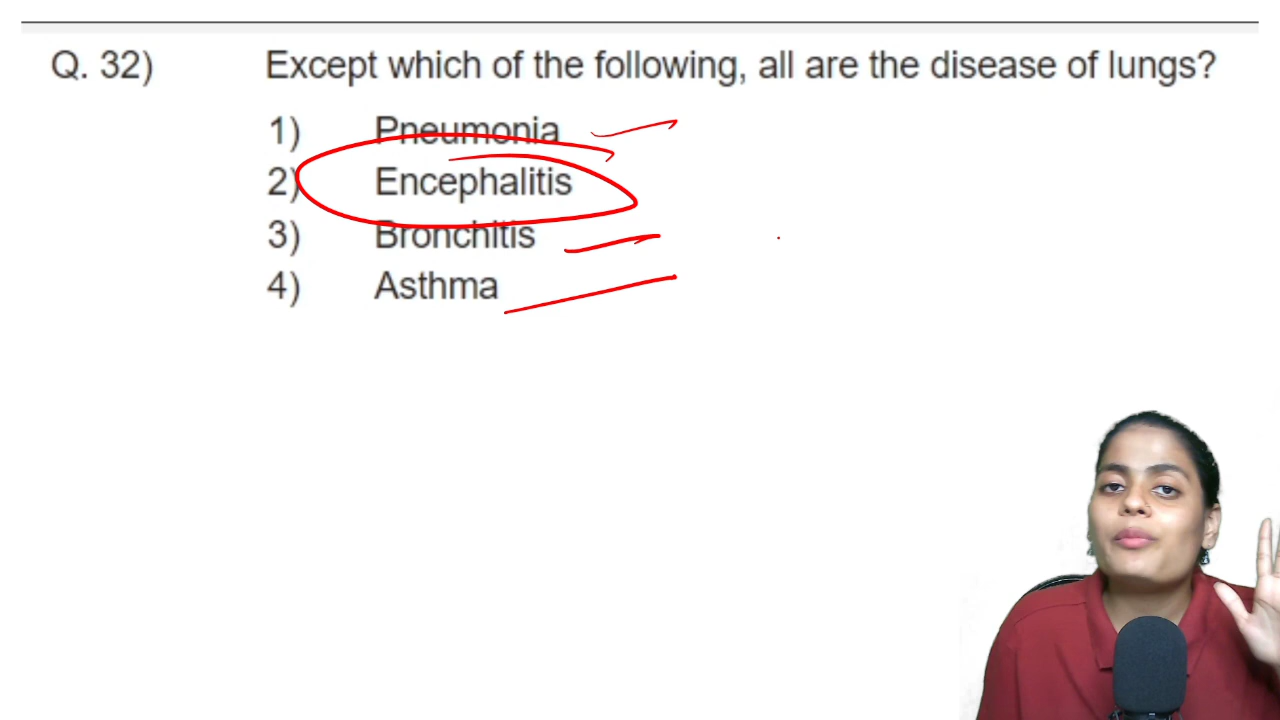 Q. 32) Except which of the following, all are the disease of lungs?
1) Pneumonia
2) Encephalitis
3) Bronchitis
4) Asthma